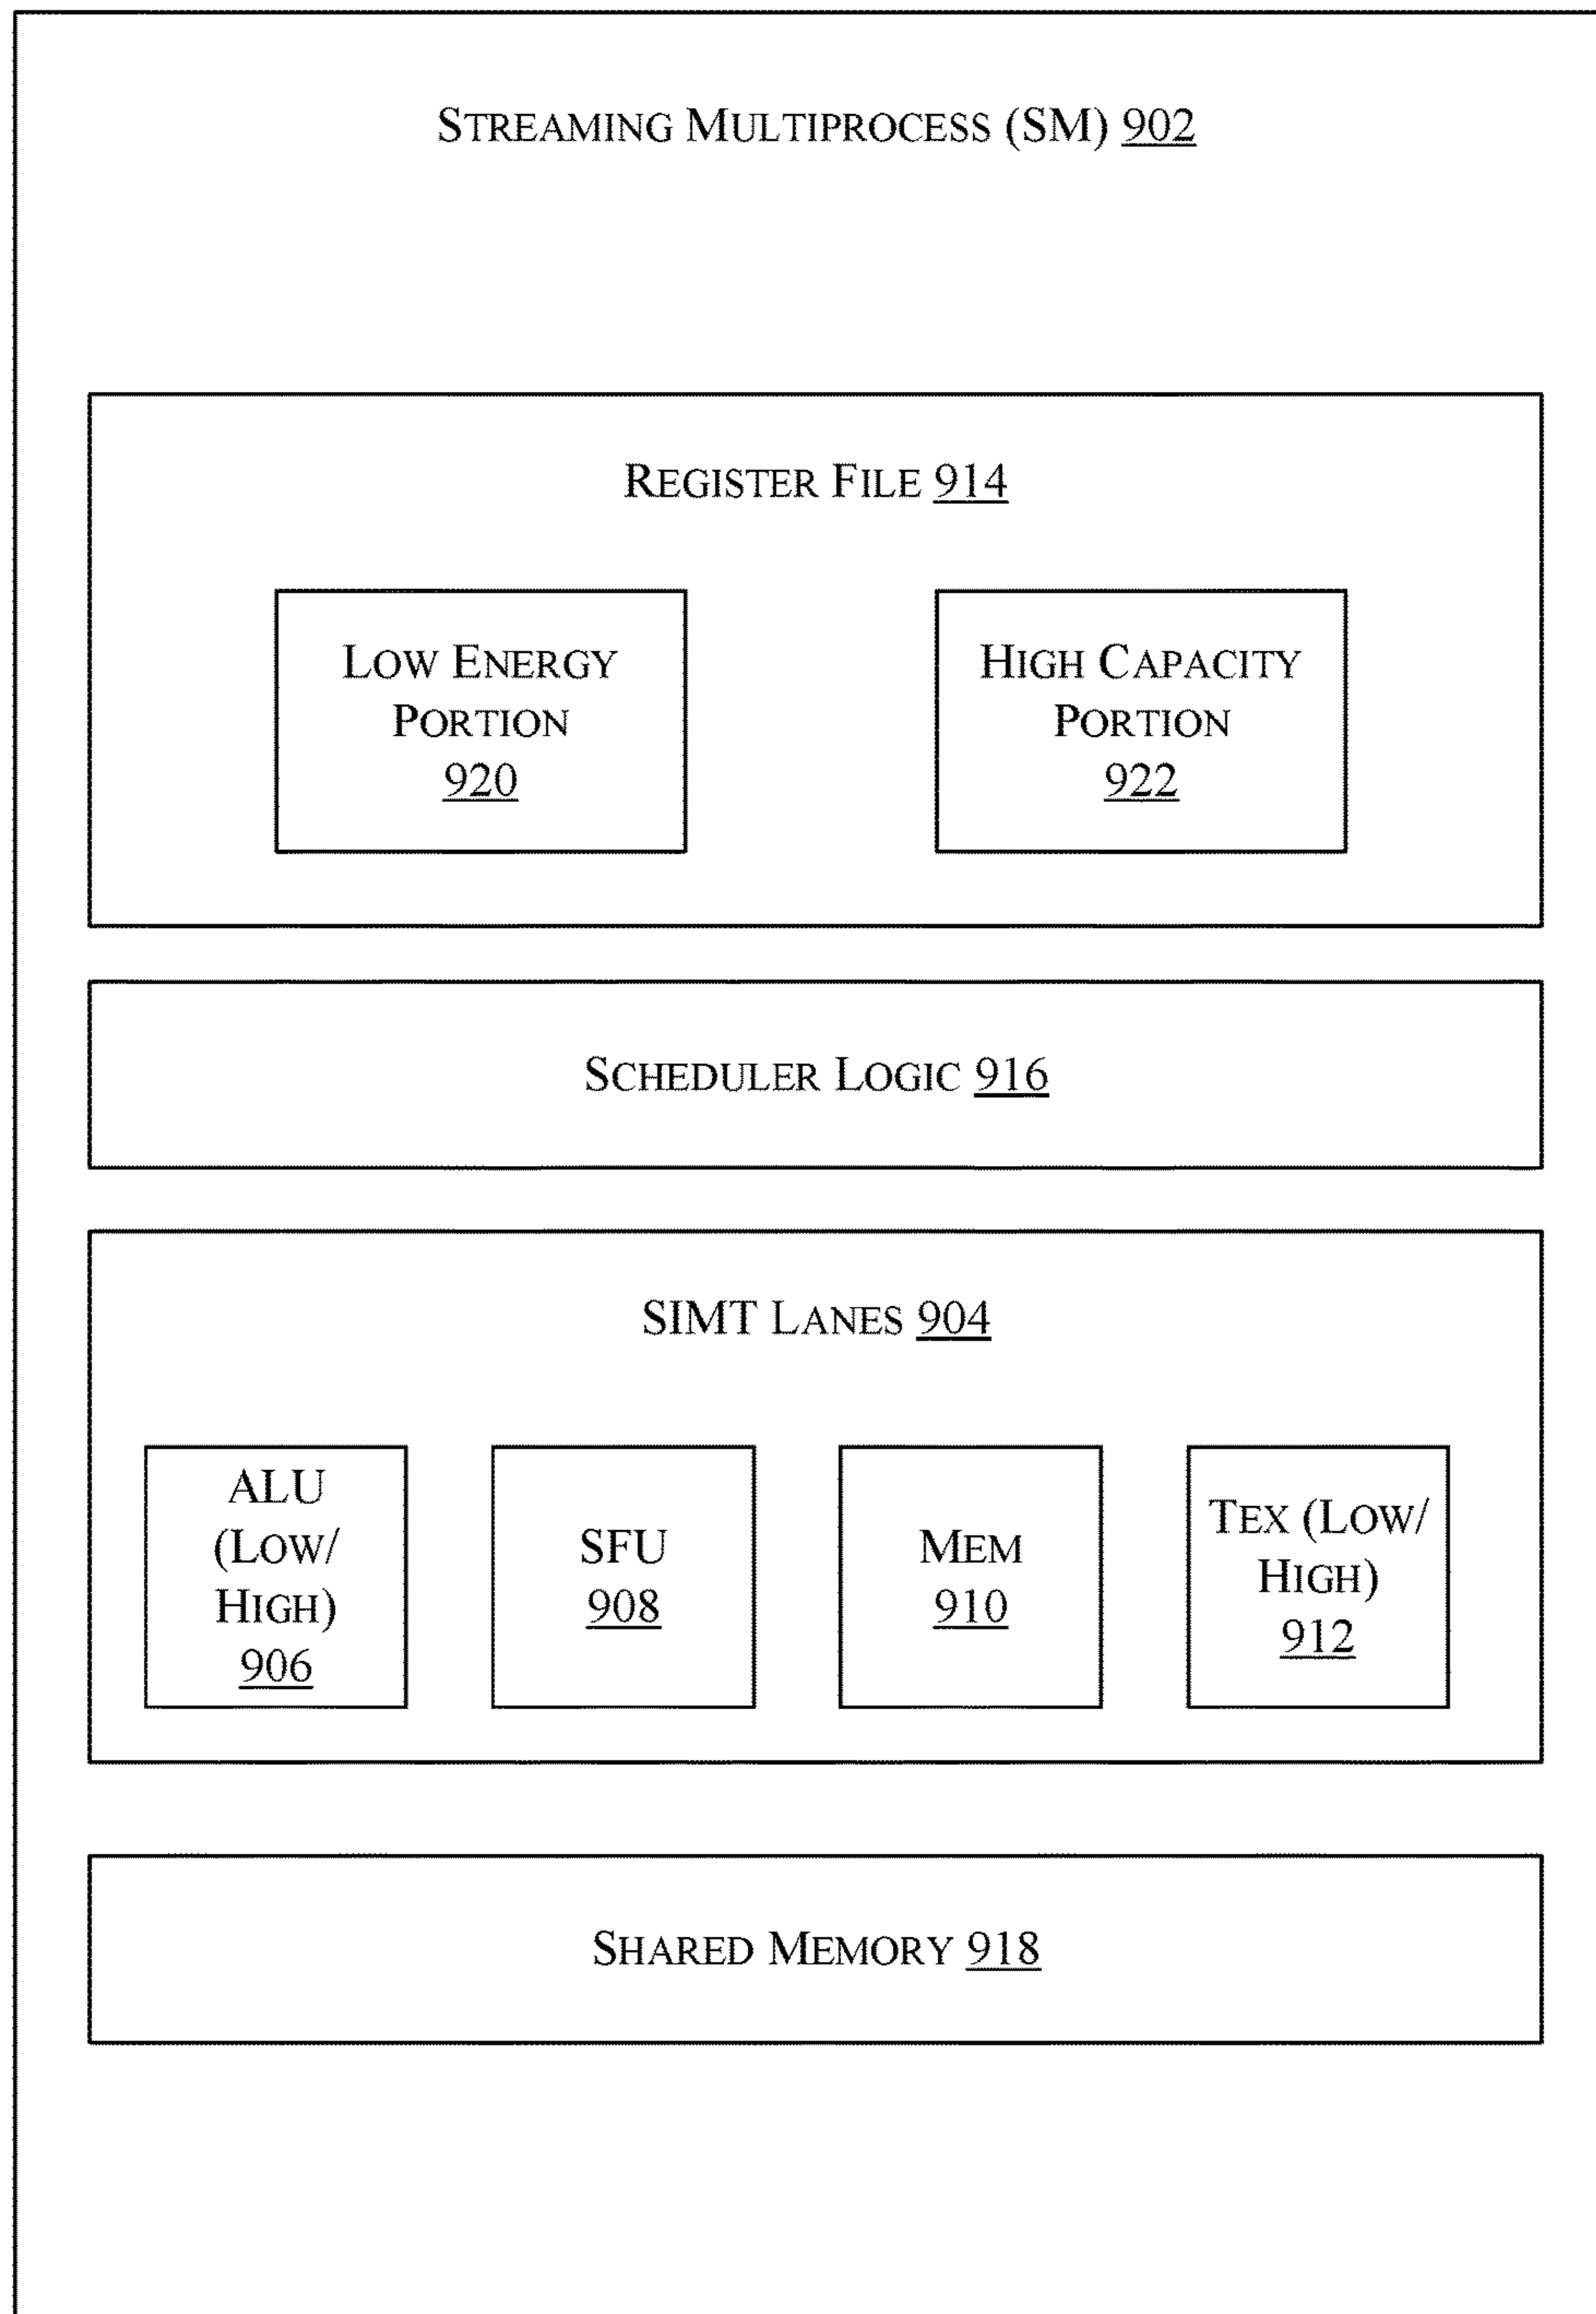 STREAMING MULTIPROCESS (SM) 902
REGISTER FILE 914
LOW ENERGY
PORTION
920
HIGH CAPACITY
PORTION
922
SCHEDULER LOGIC 916
SIMT LANES 904
ALU
(LOW/
HIGH)
906
SFU
908
MEM
910
TEX (LOW/
HIGH)
912
SHARED MEMORY 918